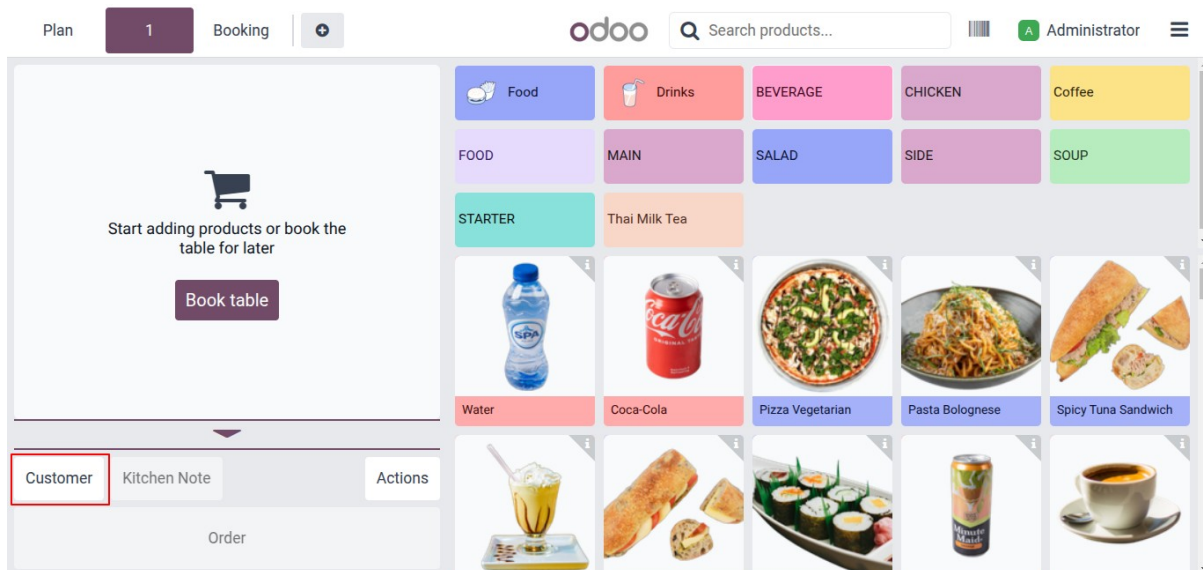 Plan
1
Booking
odoo
Search products...
A
Administrator
Start adding products or book the
table for later
Book table
Customer
Kitchen Note
Actions
Order
Food
Drinks
BEVERAGE
CHICKEN
Coffee
FOOD
MAIN
SALAD
SIDE
SOUP
STARTER
Thai Milk Tea
SPA
Coca-Cola
ORIGINAL TASTE
Water
Coca-Cola
Pizza Vegetarian
Pasta Bolognese
Spicy Tuna Sandwich
Minute
Maid